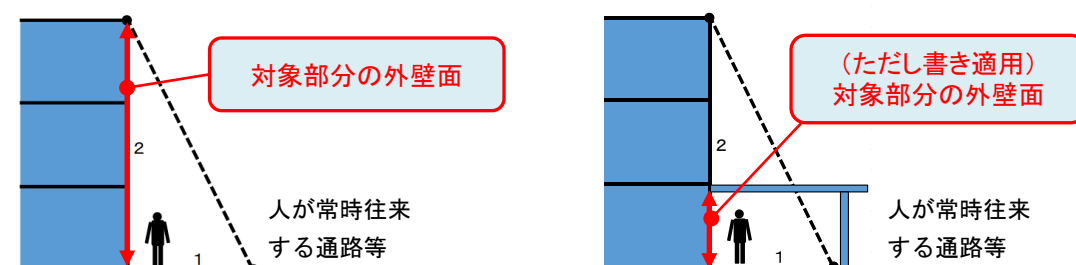 対象部分の外壁面
2
人が常時往来
する通路等
1
（ただし書き適用）
対象部分の外壁面
2
人が常時往来
する通路等
1